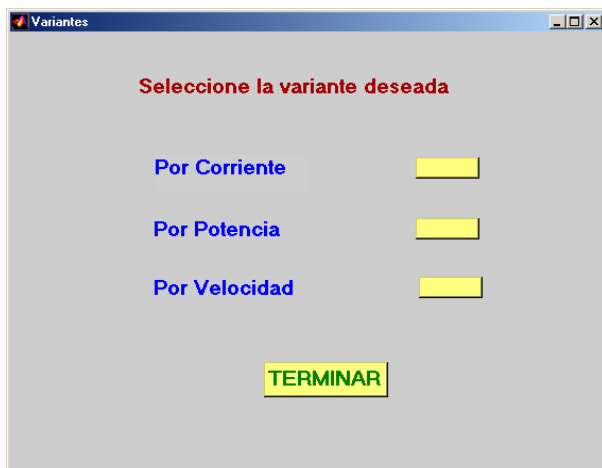 Variantes
Seleccione la variante deseada
Por Corriente
Por Potencia
Por Velocidad
TERMINAR